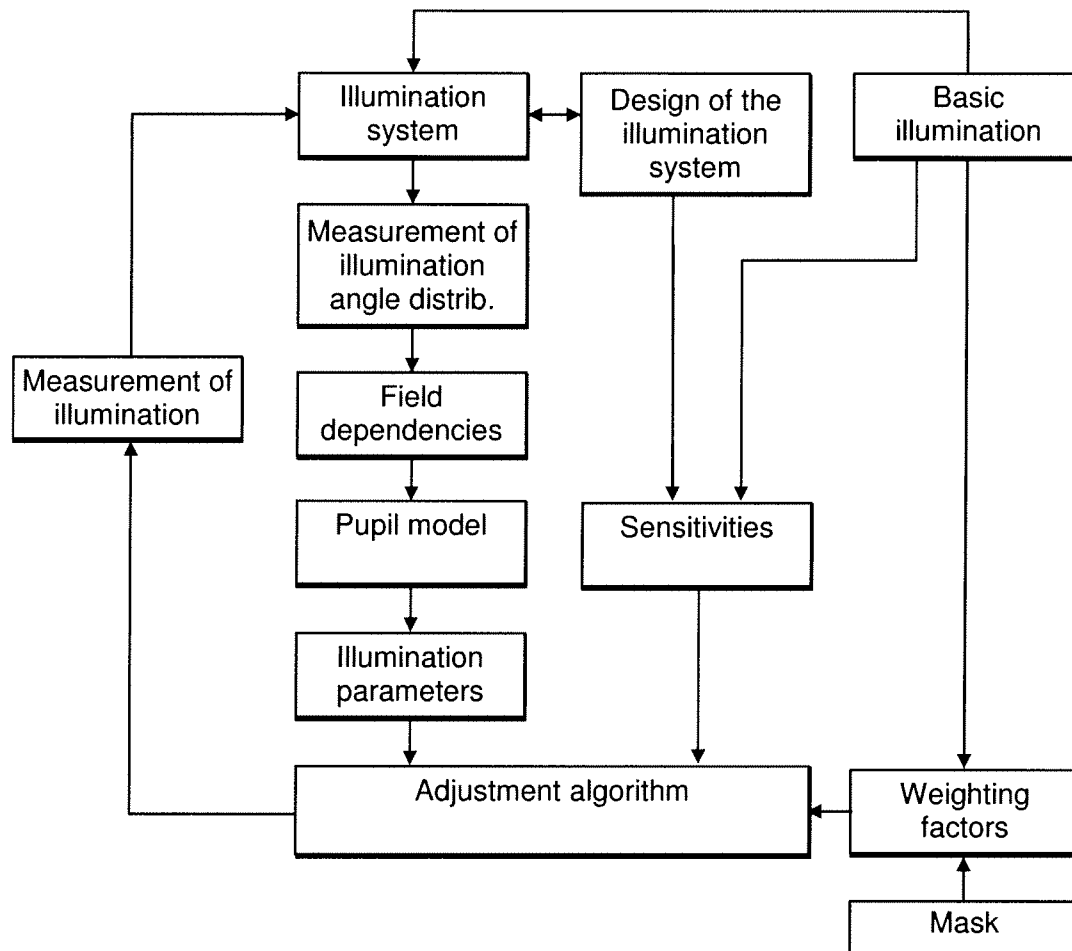 Illumination
system
Design of the
illumination
system
Basic
illumination
Measurement of
illumination
angle distrib.
Measurement of
illumination
Field
dependencies
Pupil model
Sensitivities
Illumination
parameters
Adjustment algorithm
Weighting
factors
Mask